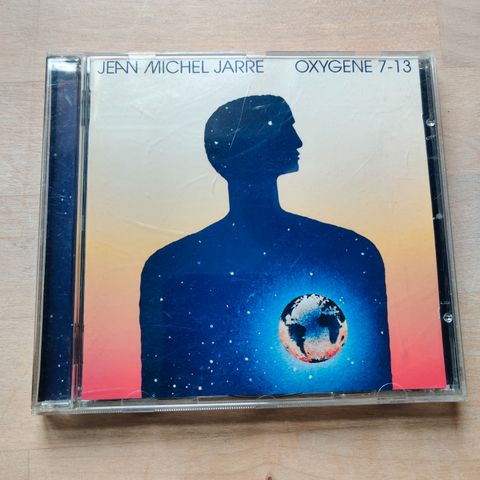 JEAN MICHEL JARRE OXYGENE 7-13